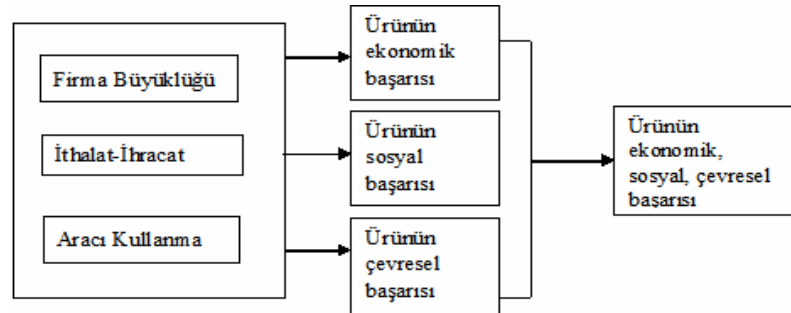 Firma Büyüklüğü
İthalat-İhracat
Aracı Kullanma
Ürünün
ekonomik
başarısı
Ürünün
sosyal
başarısı
Ürünün
çevresel
başarısı
Ürünün
ekonomik,
sosyal, çevresel
başarısı